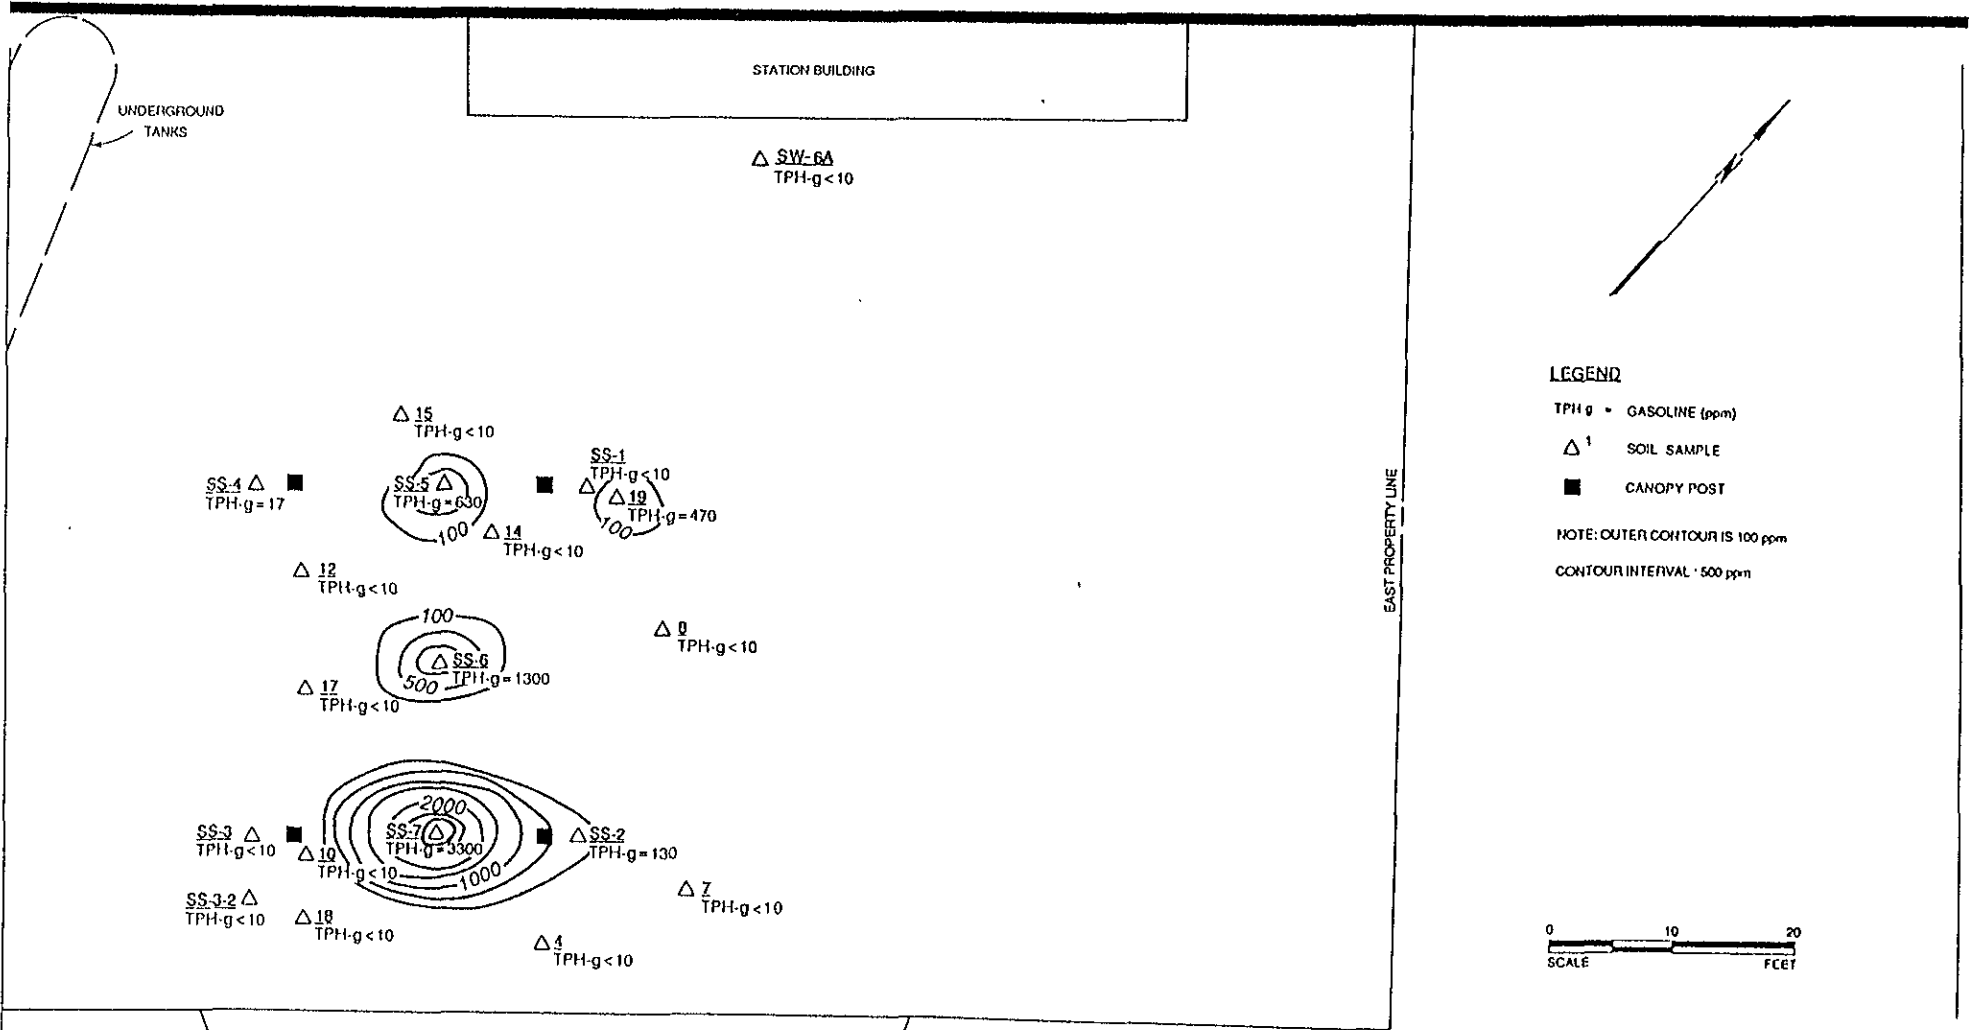 STATION BUILDING
UNDERGROUND
TANKS
SW-6A
TPH-g<10
15
TPH-g<10
SS-4
TPH-g=17
SS-5
TPH-g=630
100
SS-1
TPH-g<10
19
TPH-g=470
100
14
TPH-g<10
12
TPH-g<10
100
SS-6
TPH-g=1300
500
8
TPH-g<10
17
TPH-g<10
2000
SS-7
TPH-g=3300
1000
SS-3
TPH-g<10
10
TPH-g<10
SS-2
TPH-g=130
SS-3-2
TPH-g<10
18
TPH-g<10
7
TPH-g<10
4
TPH-g<10
EAST PROPERTY LINE
LEGEND
TPH g = GASOLINE (ppm)
1 SOIL SAMPLE
CANOPY POST
NOTE: OUTER CONTOUR IS 100 ppm
CONTOUR INTERVAL = 500 ppm
0 10 20
SCALE FEET